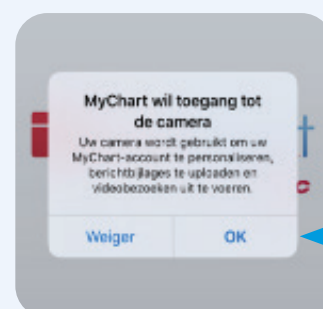 MyChart wil toegang tot
de camera
Uw camera wordt gebruikt om uw
MyChart-account te personaliseren,
berichtbijlages te uploaden en
videobezoeken uit te voeren.
Weiger OK